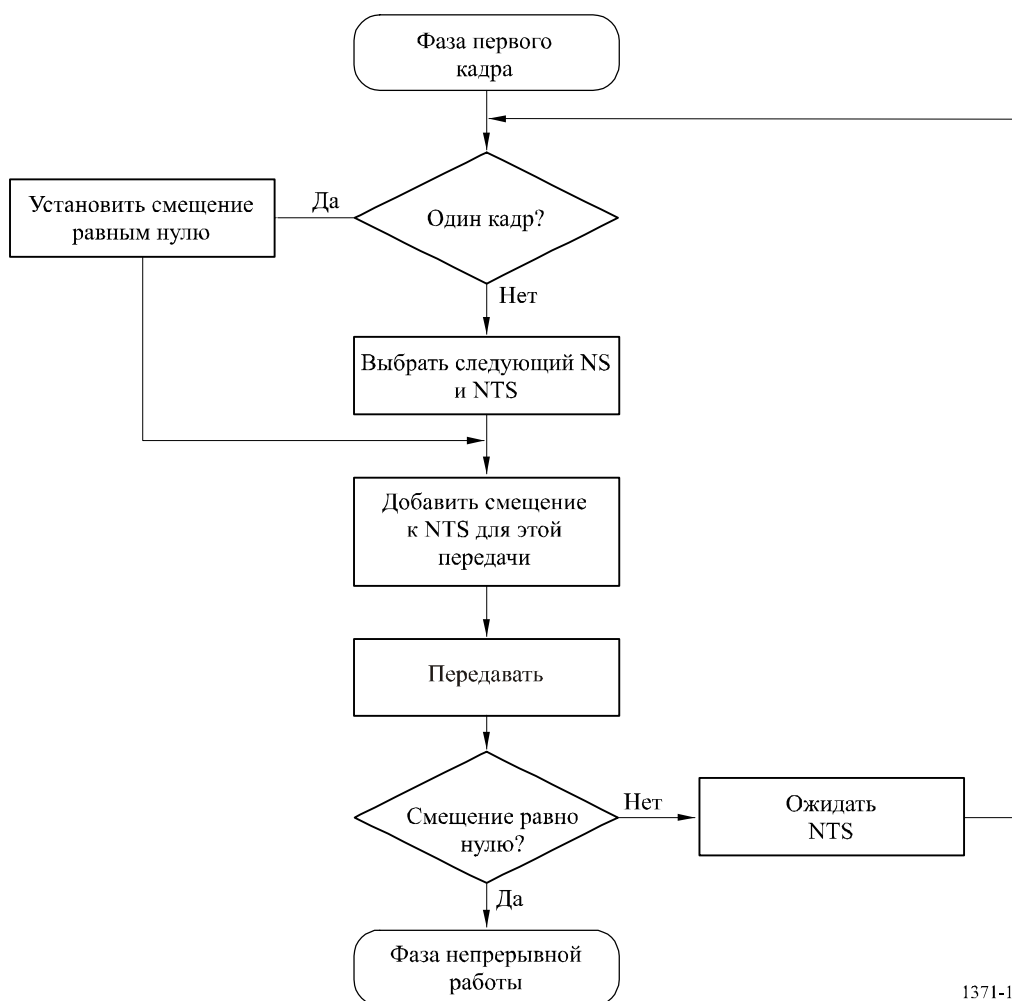 Фаза первого
кадра
Один кадр?
Да
Установить смещение
равным нулю
Нет
Выбрать следующий NS
и NTS
Добавить смещение
к NTS для этой
передачи
Передавать
Смещение равно
нулю?
Нет
Ожидать
NTS
Да
Фаза непрерывной
работы
1371-1